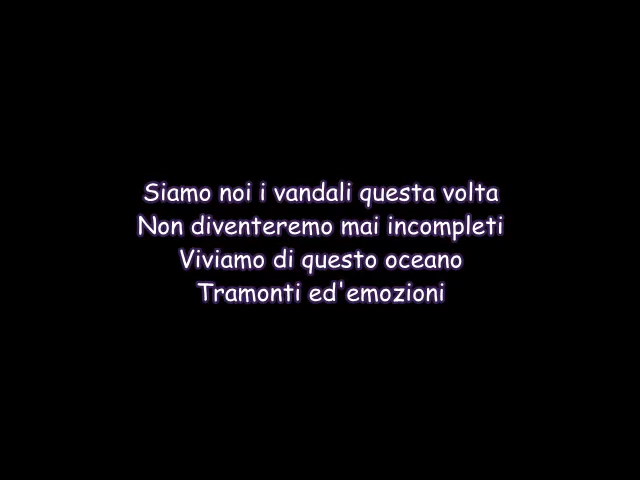 Siamo noi i vandali questa volta
Non diventeremo mai incompleti
Viviamo di questo oceano
Tramonti ed'emozioni